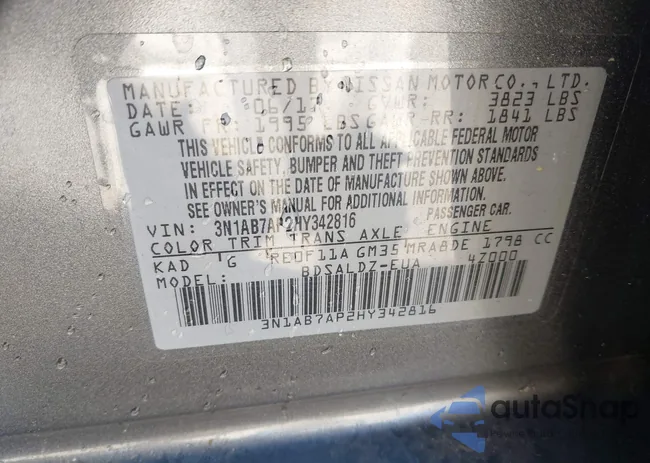 MANUFACTURED BY NISSAN MOTOR CO., LTD.
DATE: 06/17 GVWR: 3823 LBS
GAWR FR: 1995 LBS GAWR-RR: 1841 LBS
THIS VEHICLE CONFORMS TO ALL APPLICABLE FEDERAL MOTOR
VEHICLE SAFETY, BUMPER AND THEFT PREVENTION STANDARDS
IN EFFECT ON THE DATE OF MANUFACTURE SHOWN ABOVE.
SEE OWNER'S MANUAL FOR ADDITIONAL INFORMATION.
VIN: 3N1AB7AP2HY342816 PASSENGER CAR.
COLOR TRIM TRANS AXLE ENGINE
KAD G RE0F11A GM35 MRA8DE 1798 CC
MODEL: BDSALDZ-EUA 4Z000
3N1AB7AP2HY342816
autoShop